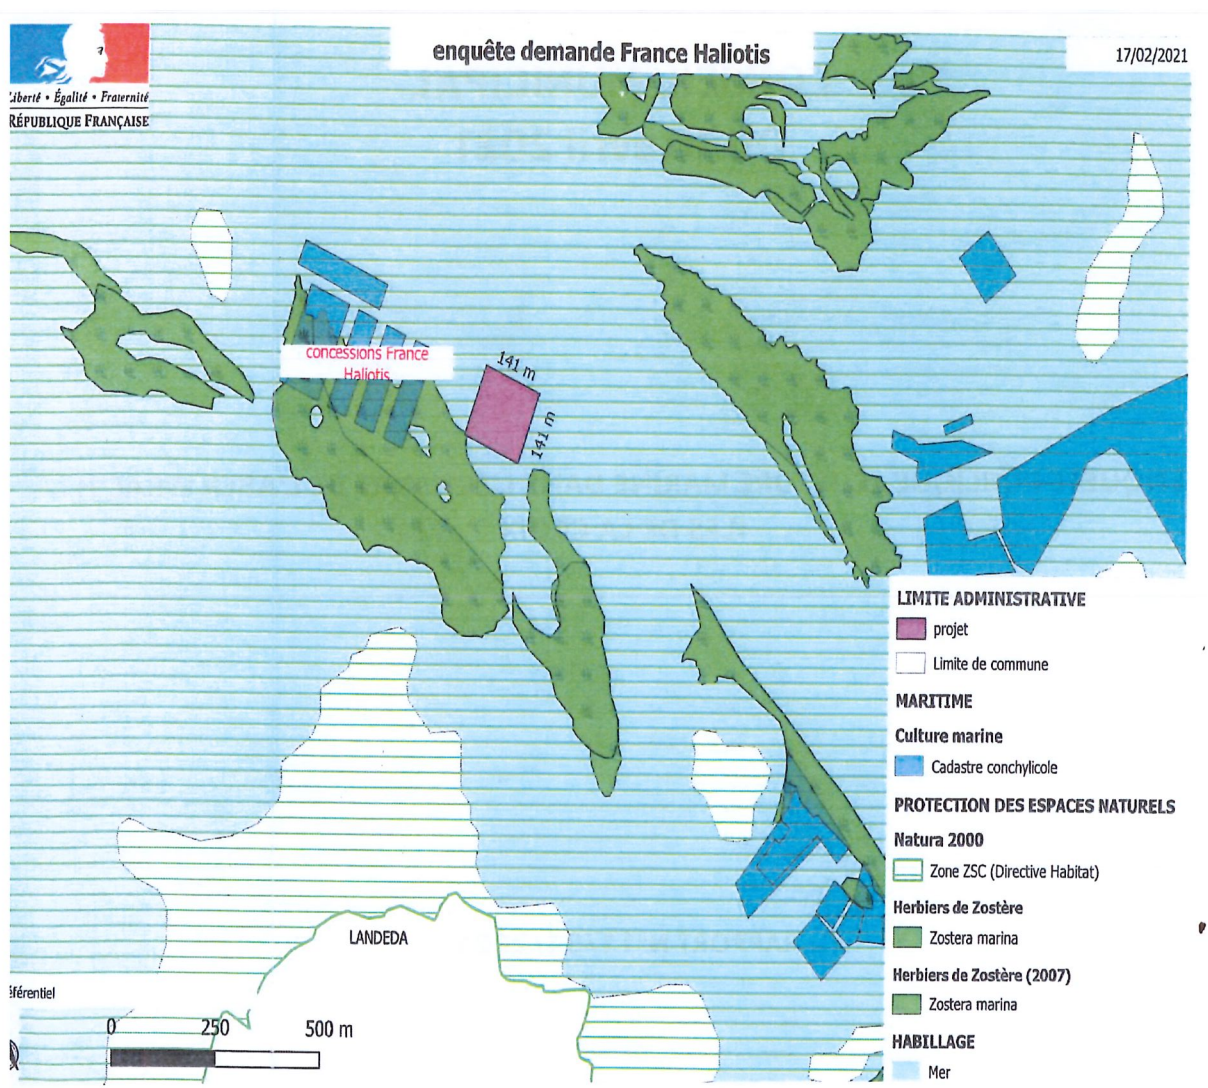 enquête demande France Haliotis
17/02/2021
Liberté • Égalité • Fraternité
RÉPUBLIQUE FRANÇAISE
concessions France
Haliotis
141 m
141 m
LANDEDA
éférentiel
0 250 500 m
LIMITE ADMINISTRATIVE
projet
Limite de commune
MARITIME
Culture marine
Cadastre conchylicole
PROTECTION DES ESPACES NATURELS
Natura 2000
Zone ZSC (Directive Habitat)
Herbiers de Zostère
Zostera marina
Herbiers de Zostère (2007)
Zostera marina
HABILLAGE
Mer